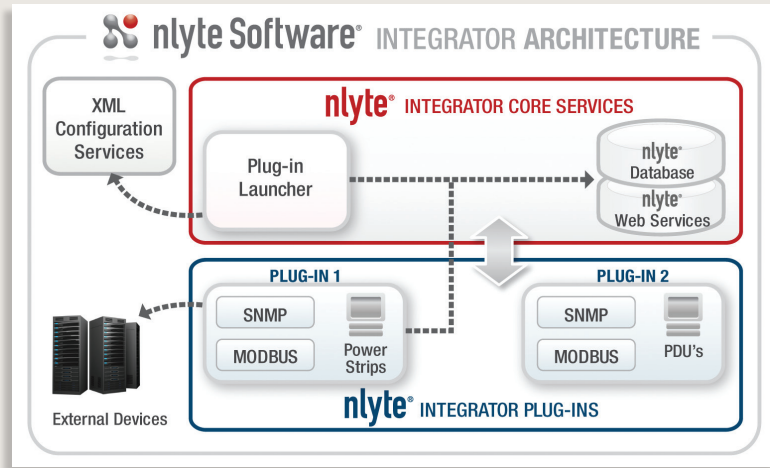 nlyte Software® INTEGRATOR ARCHITECTURE
XML
Configuration
Services
nlyte® INTEGRATOR CORE SERVICES
Plug-in
Launcher
nlyte®
Database
nlyte®
Web Services
PLUG-IN 1
SNMP
MODBUS
Power
Strips
PLUG-IN 2
SNMP
MODBUS
PDU's
External Devices
nlyte® INTEGRATOR PLUG-INS